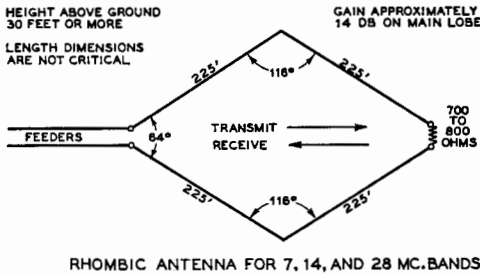 HEIGHT ABOVE GROUND
30 FEET OR MORE
LENGTH DIMENSIONS
ARE NOT CRITICAL
GAIN APPROXIMATELY
14 DB ON MAIN LOBE
225'
225'
116°
FEEDERS
64°
TRANSMIT
RECEIVE
700
TO
800
OHMS
116°
225'
225'
RHOMBIC ANTENNA FOR 7, 14, AND 28 MC. BANDS